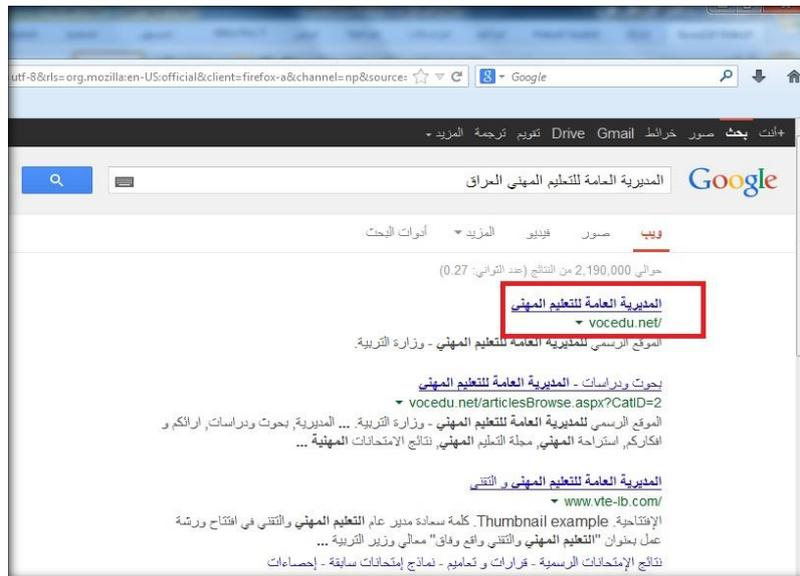 utf-8&rls=org.mozilla:en-US:official&client=firefox-a&channel=np&source:
Google
+أنت بحث صور خرائط Drive Gmail تقويم ترجمة المزيد
Google
المديرية العامة للتعليم المهني العراق
ويب صور فيديو المزيد أدوات البحث
حوالي 2,190,000 من النتائج (عدد الثواني: 0.27)
المديرية العامة للتعليم المهني
vocedu.net/
الموقع الرسمي للمديرية العامة للتعليم المهني - وزارة التربية.
بحوث ودراسات - المديرية العامة للتعليم المهني
vocedu.net/articlesBrowse.aspx?CatID=2
الموقع الرسمي للمديرية العامة للتعليم المهني - وزارة التربية. ... المديرية, بحوث ودراسات, ارائكم و
افكاركم, استراحة المهني, مجلة التعليم المهني, نتائج الامتحانات المهنية ...
المديرية العامة للتعليم المهني و التقني
www.vte-lb.com/
الإفتتاحية. Thumbnail example. كلمة سعادة مدير عام التعليم المهني والتقني في افتتاح ورشة
عمل بعنوان "التعليم المهني والتقني واقع وفاق" معالي وزير التربية ...
نتائج الإمتحانات الرسمية - قرارات و تعاميم - نماذج إمتحانات سابقة - إحصاءات